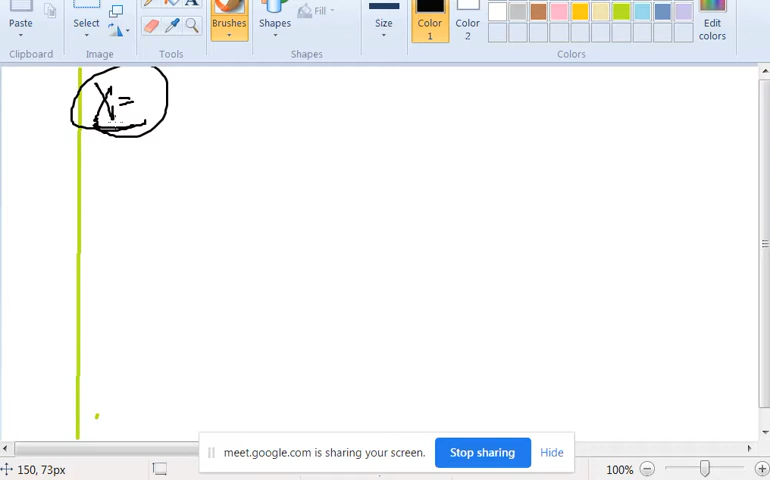 Paste
Select
Brushes
Shapes
Fill
Size
Color 1
Color 2
Edit colors
Clipboard
Image
Tools
Shapes
Colors
X=
meet.google.com is sharing your screen.
Stop sharing
Hide
150, 73px
100%